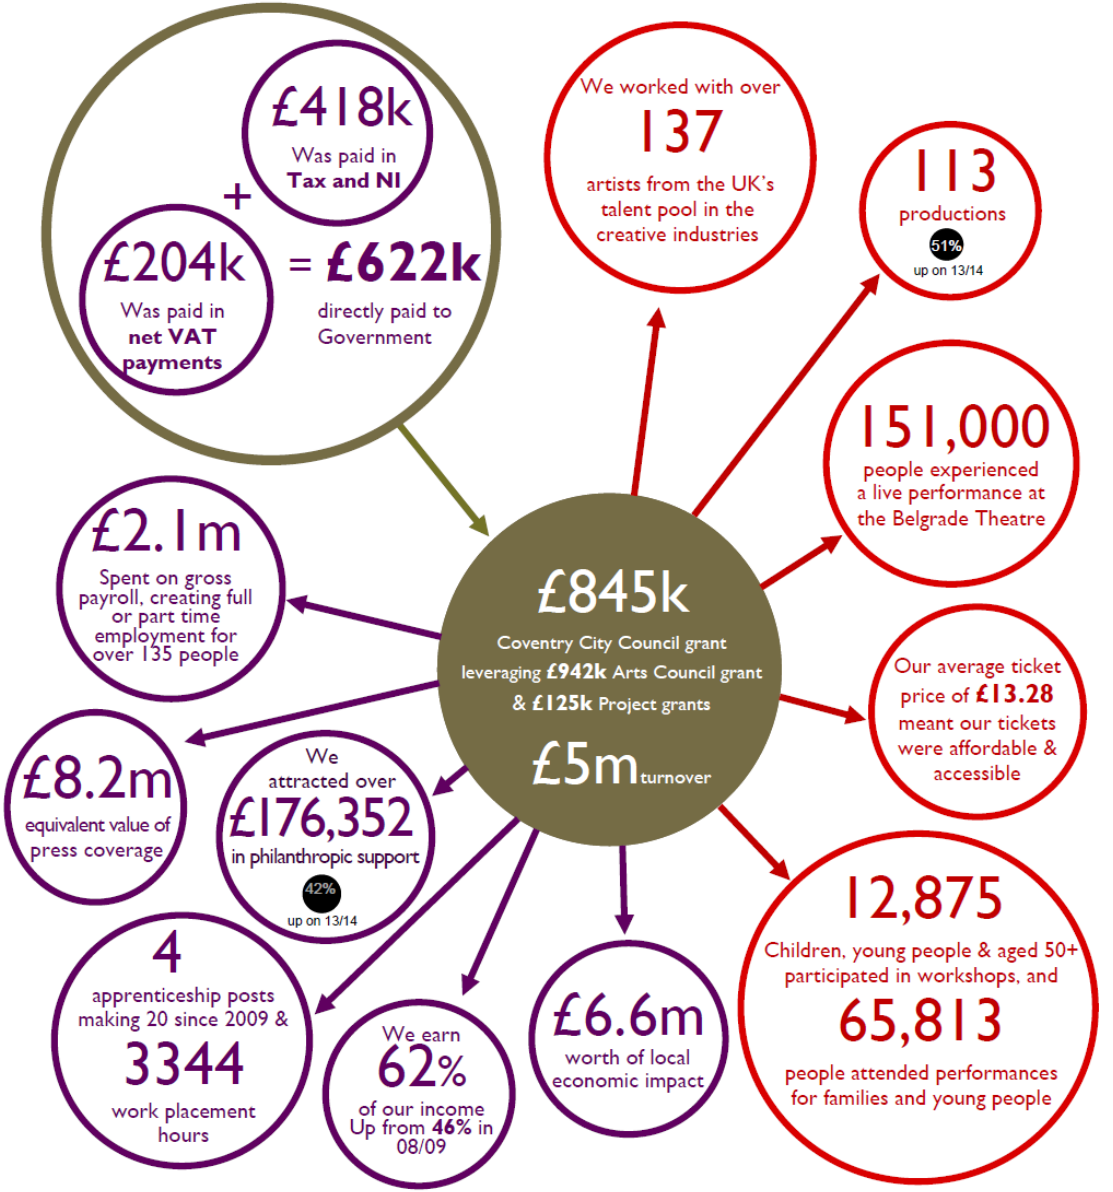 £418k
Was paid in
Tax and NI
+
£204k
Was paid in
net VAT
payments
= £622k
directly paid to
Government
We worked with over
137
artists from the UK's
talent pool in the
creative industries
113
productions
51%
up on 13/14
151,000
people experienced
a live performance at
the Belgrade Theatre
£2.1m
Spent on gross
payroll, creating full
or part time
employment for
over 135 people
£845k
Coventry City Council grant
leveraging £942k Arts Council grant
& £125k Project grants
£5m turnover
Our average ticket
price of £13.28
meant our tickets
were affordable &
accessible
£8.2m
equivalent value of
press coverage
We
attracted over
£176,352
in philanthropic support
42%
up on 13/14
12,875
Children, young people & aged 50+
participated in workshops, and
65,813
people attended performances
for families and young people
4
apprenticeship posts
making 20 since 2009 &
3344
work placement
hours
We earn
62%
of our income
Up from 46% in
08/09
£6.6m
worth of local
economic impact